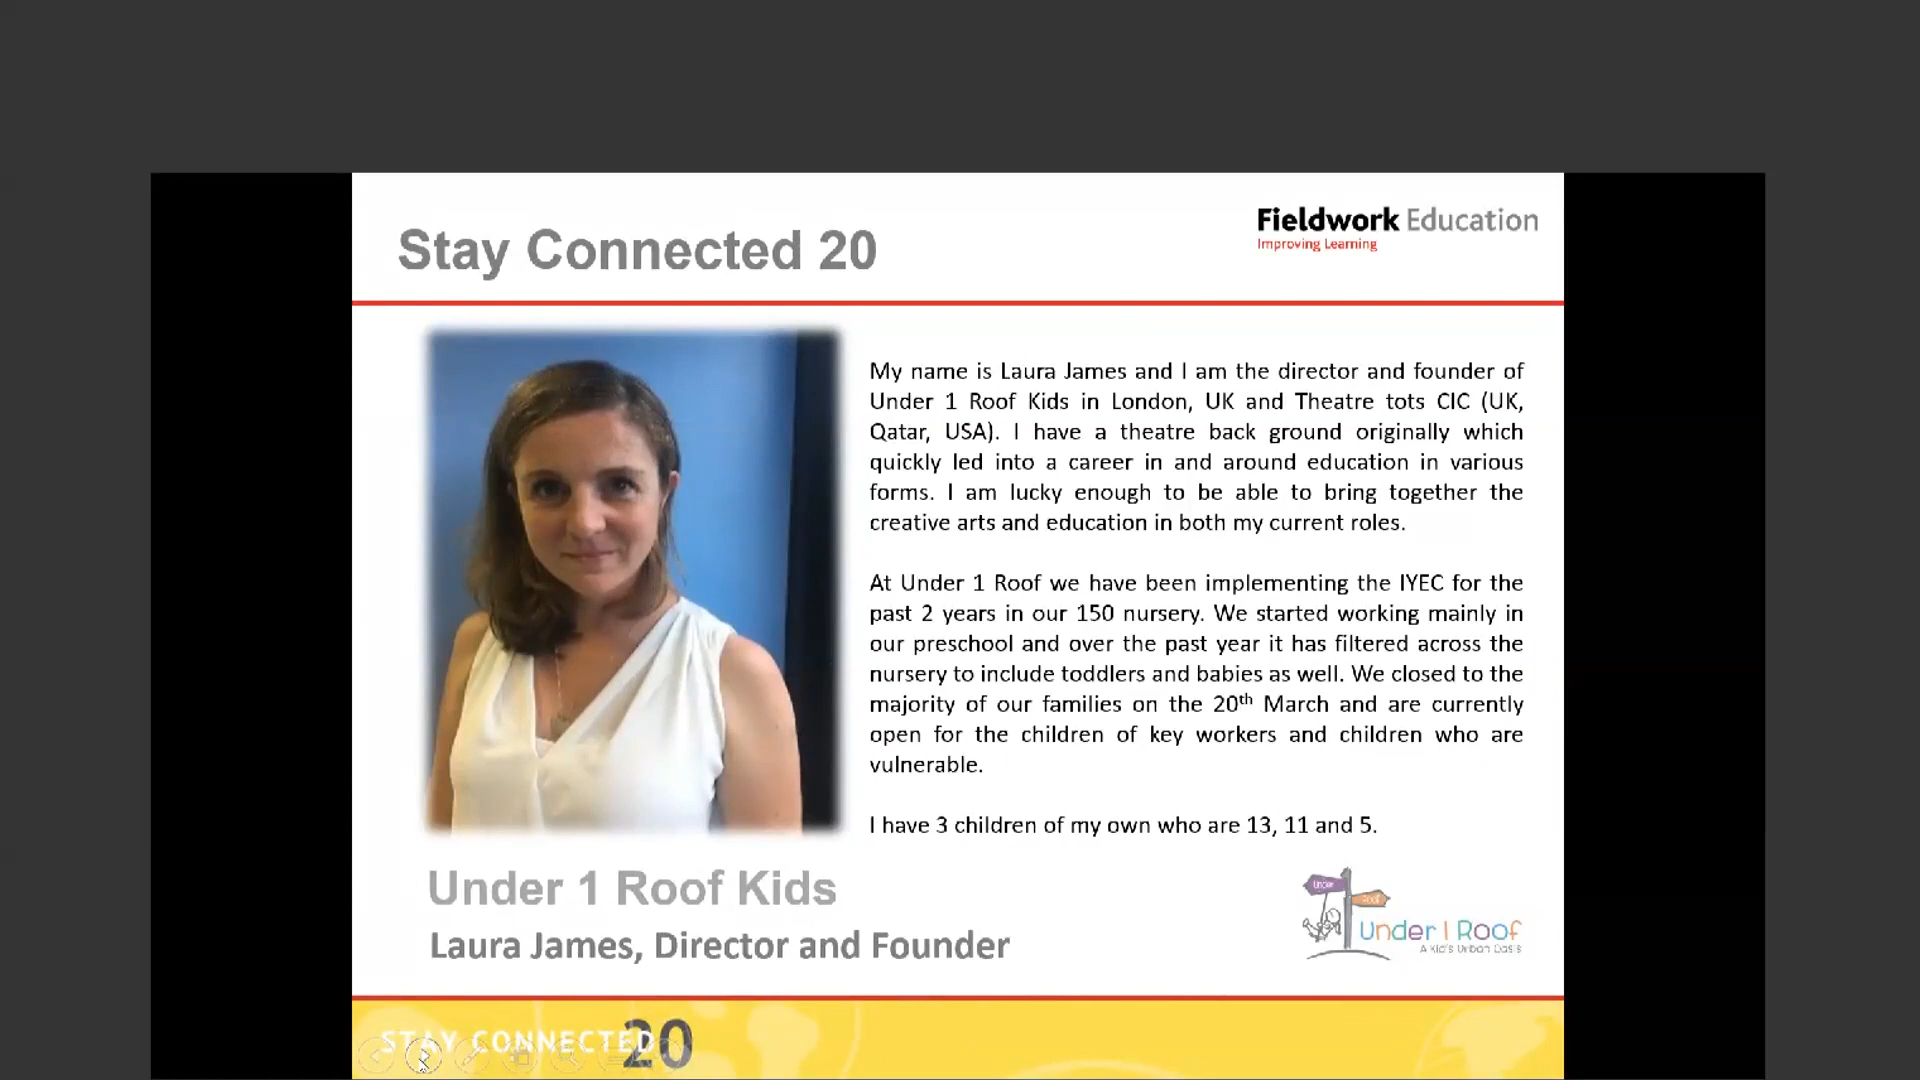 Stay Connected 20
Fieldwork Education
Improving Learning
My name is Laura James and I am the director and founder of
Under 1 Roof Kids in London, UK and Theatre tots CIC (UK,
Qatar, USA). I have a theatre back ground originally which
quickly led into a career in and around education in various
forms. I am lucky enough to be able to bring together the
creative arts and education in both my current roles.
At Under 1 Roof we have been implementing the IYEC for the
past 2 years in our 150 nursery. We started working mainly in
our preschool and over the past year it has filtered across the
nursery to include toddlers and babies as well. We closed to the
majority of our families on the 20th March and are currently
open for the children of key workers and children who are
vulnerable.
I have 3 children of my own who are 13, 11 and 5.
Under 1 Roof Kids
Laura James, Director and Founder
Under
Roof
Under 1 Roof
A Kid's Urban Oasis
STAY CONNECTED 20